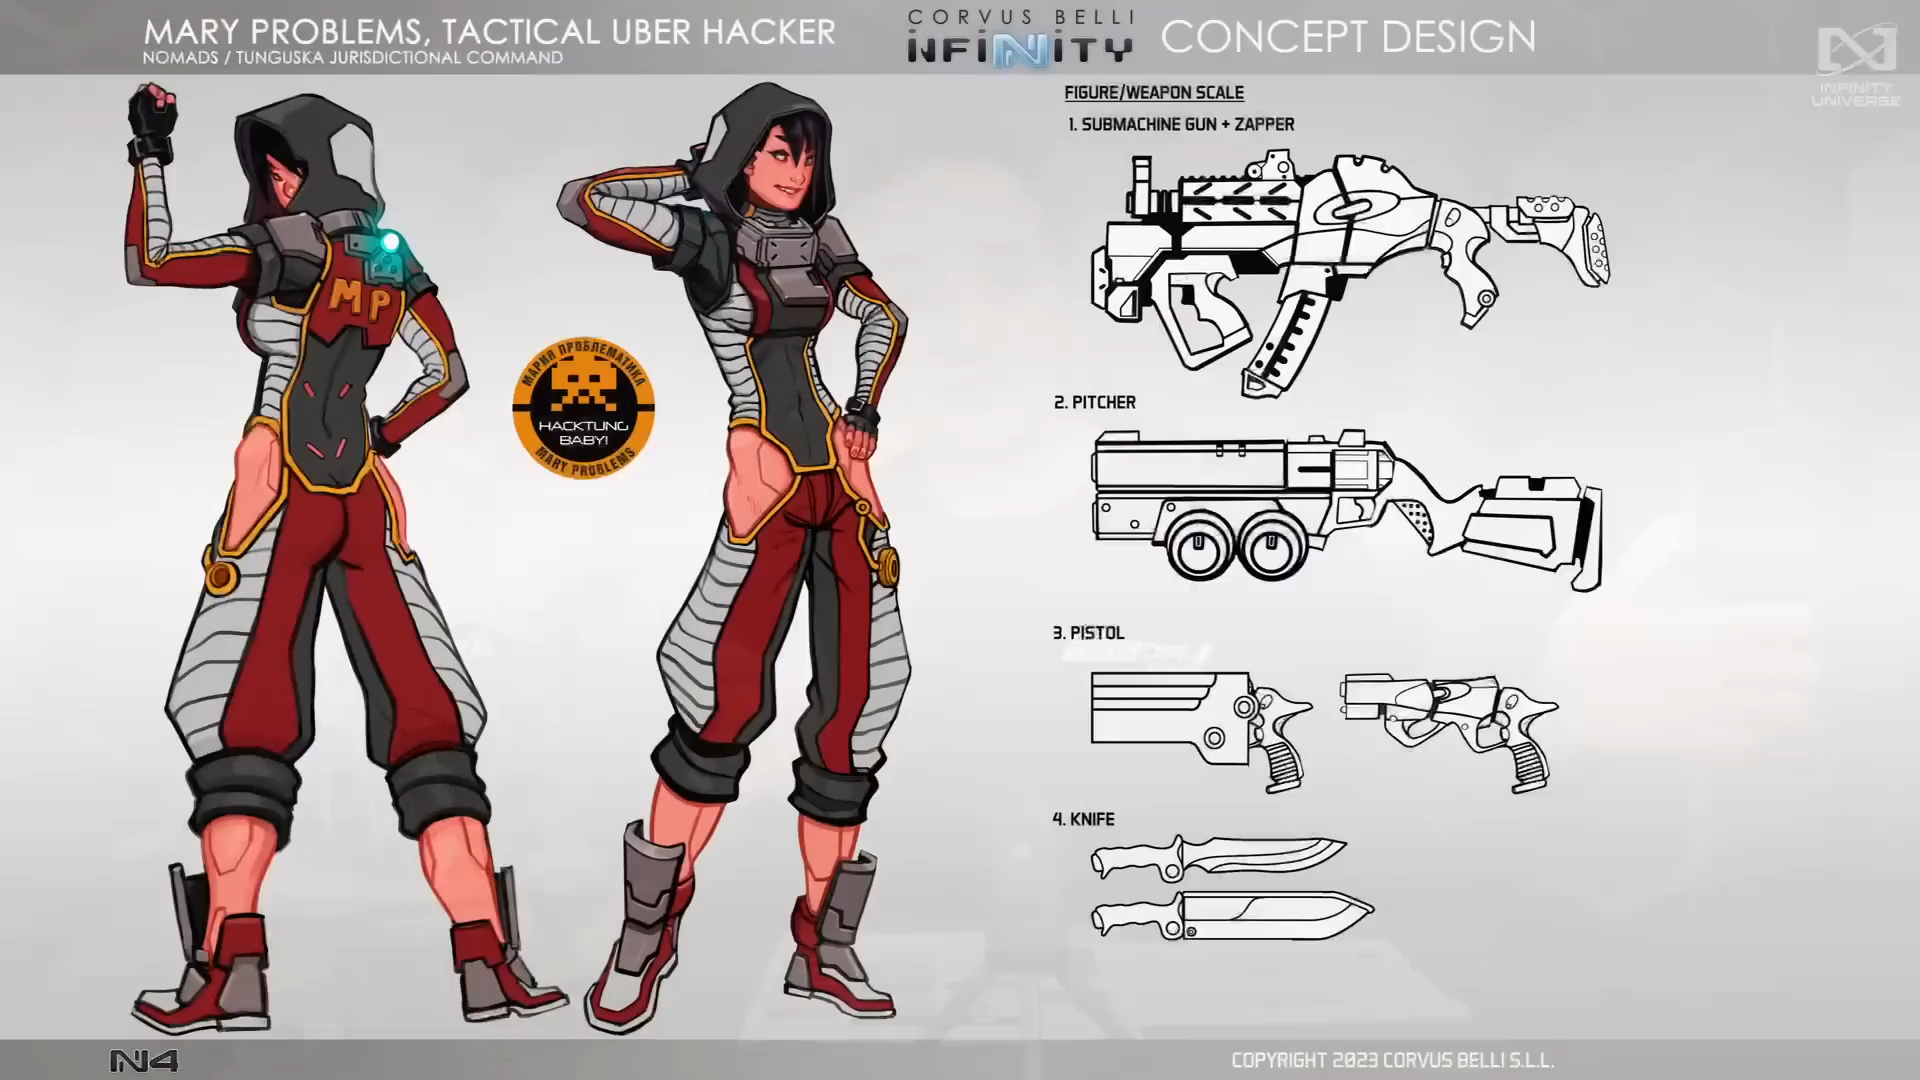 MARY PROBLEMS, TACTICAL UBER HACKER
NOMADS / TUNGUSKA JURISDICTIONAL COMMAND
CORVUS BELLI
INFINITY
CONCEPT DESIGN
INFINITY
UNIVERSE
FIGURE/WEAPON SCALE
1. SUBMACHINE GUN + ZAPPER
2. PITCHER
3. PISTOL
4. KNIFE
MP
МАРИЯ ПРОБЛЕМАТИКА
HACKTUNG
BABY!
MARY PROBLEMS
N4
COPYRIGHT 2023 CORVUS BELLI S.L.L.